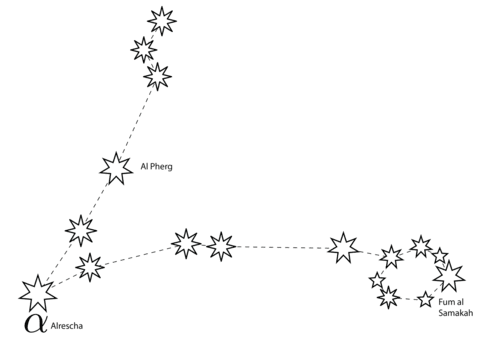 Al Pherg
Fum al
Samakah
α Alrescha